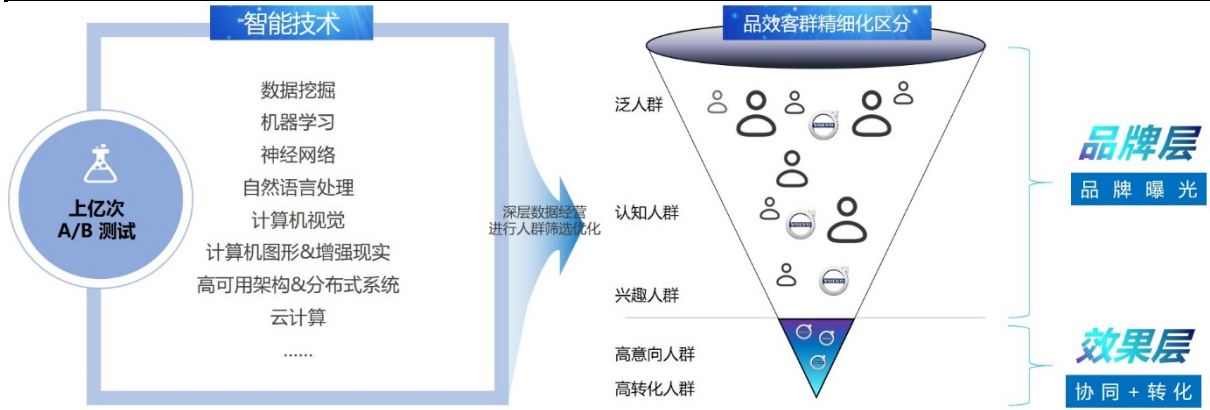 智能技术
数据挖掘
机器学习
神经网络
自然语言处理
计算机视觉
计算机图形&增强现实
高可用架构&分布式系统
云计算
......
上亿次
A/B 测试
深层数据经营
进行人群筛选优化
品效客群精细化区分
泛人群
认知人群
兴趣人群
高意向人群
高转化人群
VOLVO
VOLVO
VOLVO
品牌层
品牌曝光
效果层
协同+转化